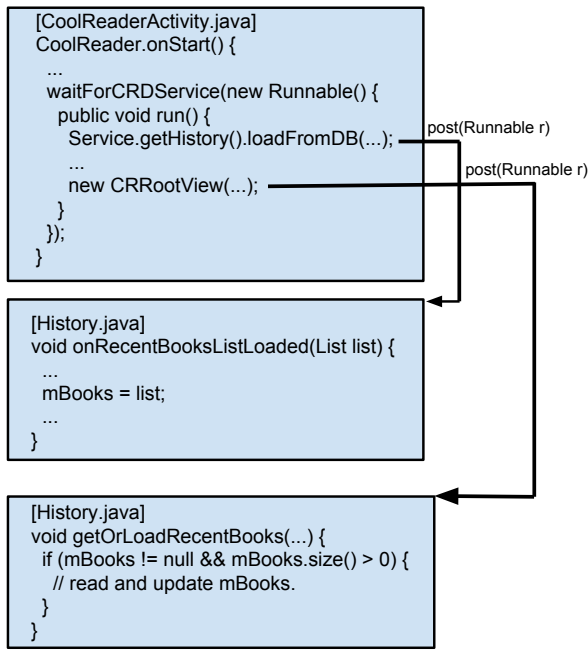 [CoolReaderActivity.java]
CoolReader.onStart() {
...
waitForCRDService(new Runnable() {
public void run() {
Service.getHistory().loadFromDB(...);
post(Runnable r)
...
new CRRootView(...);
post(Runnable r)
}
});
}
[History.java]
void onRecentBooksListLoaded(List list) {
...
mBooks = list;
...
}
[History.java]
void getOrLoadRecentBooks(...) {
if (mBooks != null && mBooks.size() > 0) {
// read and update mBooks.
}
}